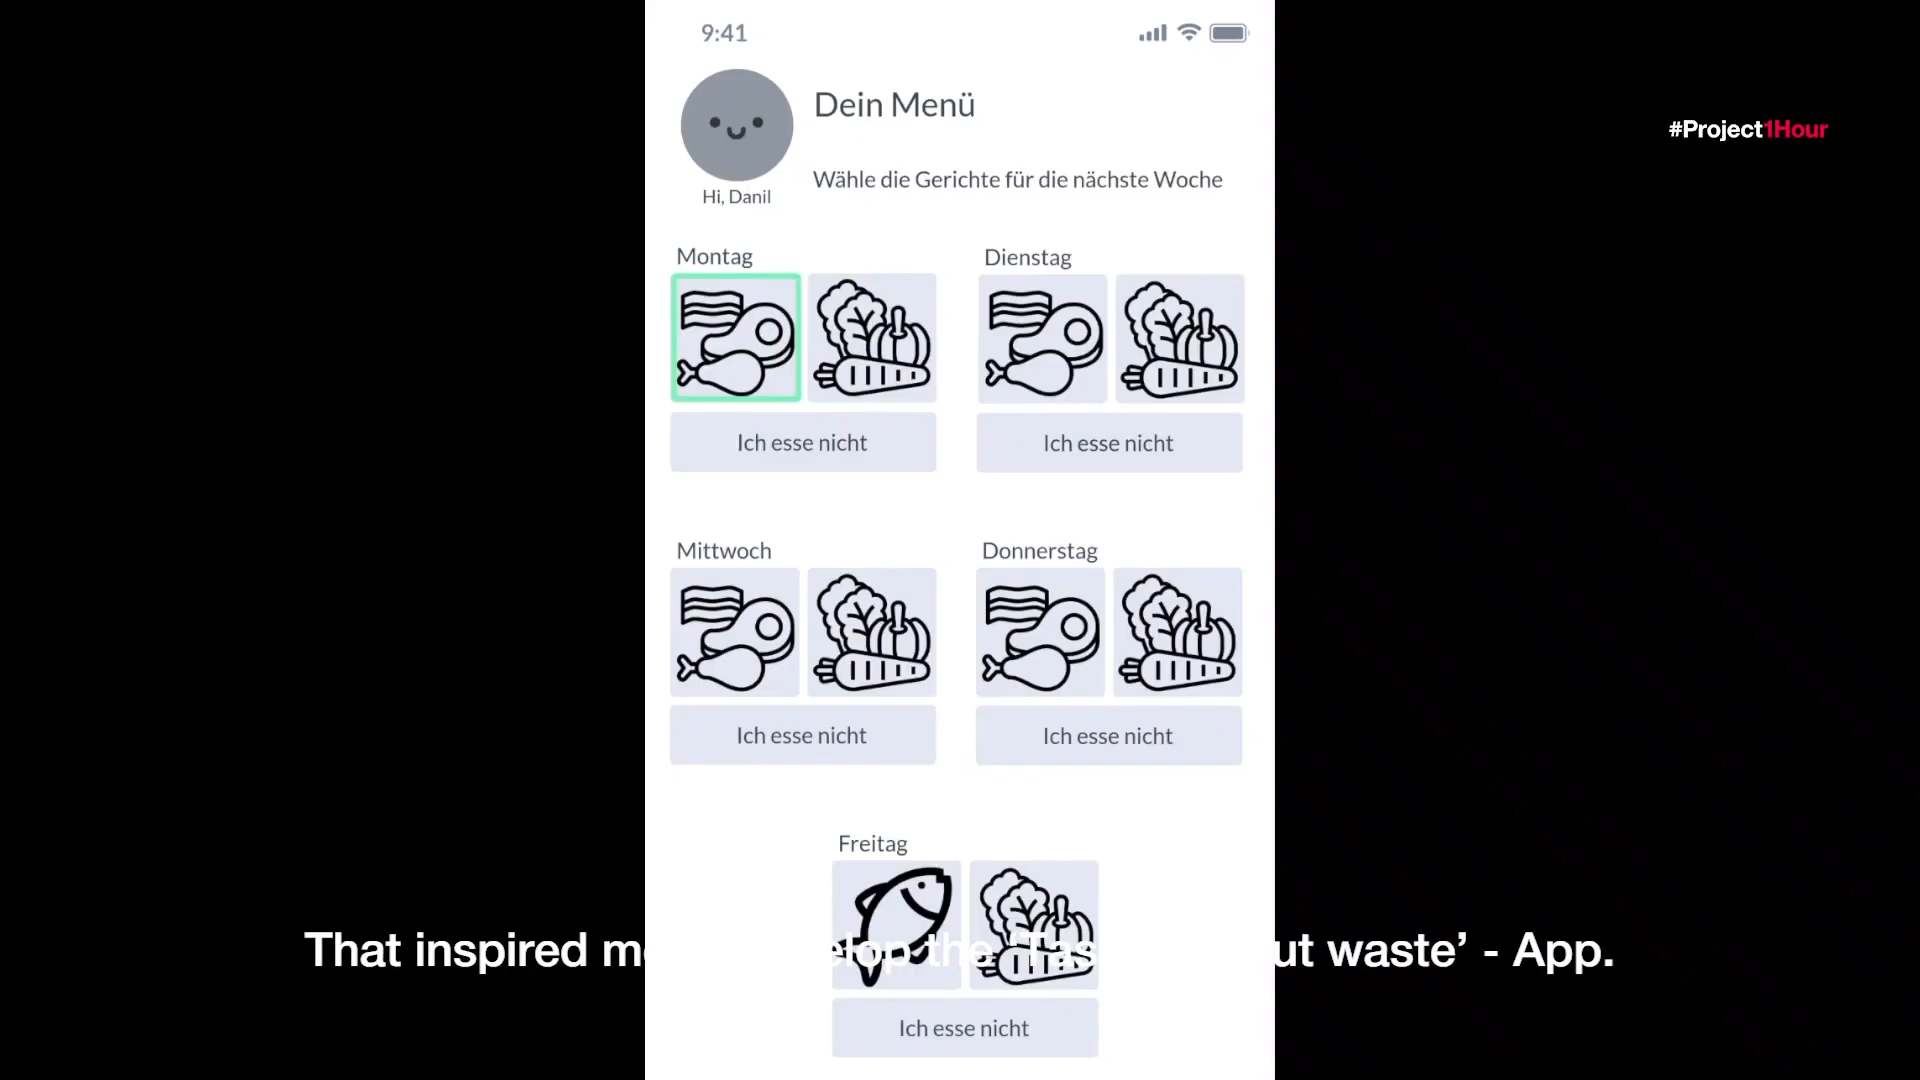 9:41
Dein Menü
#Project1Hour
Wähle die Gerichte für die nächste Woche
Hi, Danil
Montag
Dienstag
Ich esse nicht
Ich esse nicht
Mittwoch
Donnerstag
Ich esse nicht
Ich esse nicht
Freitag
That inspired the waste’ - App.
Ich esse nicht